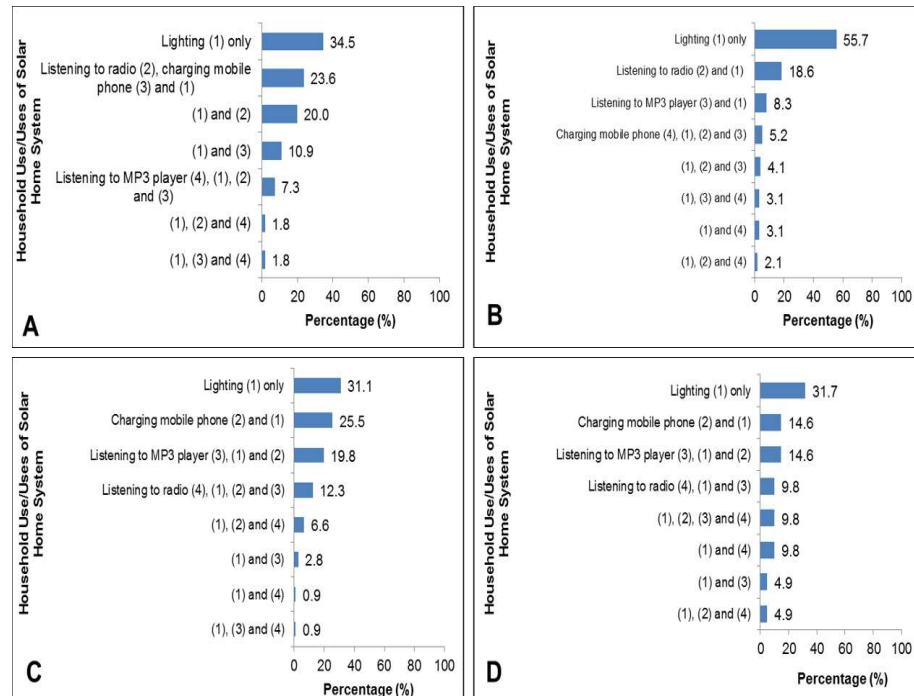 Household Use/Uses of Solar
Home System
Lighting (1) only
34.5
Listening to radio (2), charging mobile
phone (3) and (1)
23.6
(1) and (2)
20.0
(1) and (3)
10.9
Listening to MP3 player (4), (1), (2)
and (3)
7.3
(1), (2) and (4)
1.8
(1), (3) and (4)
1.8
0 20 40 60 80 100
Percentage (%)
A
Household Use/Uses of Solar
Home System
Lighting (1) only
55.7
Listening to radio (2) and (1)
18.6
Listening to MP3 player (3) and (1)
8.3
Charging mobile phone (4), (1), (2) and (3)
5.2
(1), (2) and (3)
4.1
(1), (3) and (4)
3.1
(1) and (4)
3.1
(1), (2) and (4)
2.1
0 20 40 60 80 100
Percentage (%)
B
Household Use/Uses of Solar
Home System
Lighting (1) only
31.1
Charging mobile phone (2) and (1)
25.5
Listening to MP3 player (3), (1) and (2)
19.8
Listening to radio (4), (1), (2) and (3)
12.3
(1), (2) and (4)
6.6
(1) and (3)
2.8
(1) and (4)
0.9
(1), (3) and (4)
0.9
0 20 40 60 80 100
Percentage (%)
C
Household Use/Uses of Solar
Home System
Lighting (1) only
31.7
Charging mobile phone (2) and (1)
14.6
Listening to MP3 player (3), (1) and (2)
14.6
Listening to radio (4), (1) and (3)
9.8
(1), (2), (3) and (4)
9.8
(1) and (4)
9.8
(1) and (3)
4.9
(1), (2) and (4)
4.9
0 20 40 60 80 100
Percentage (%)
D